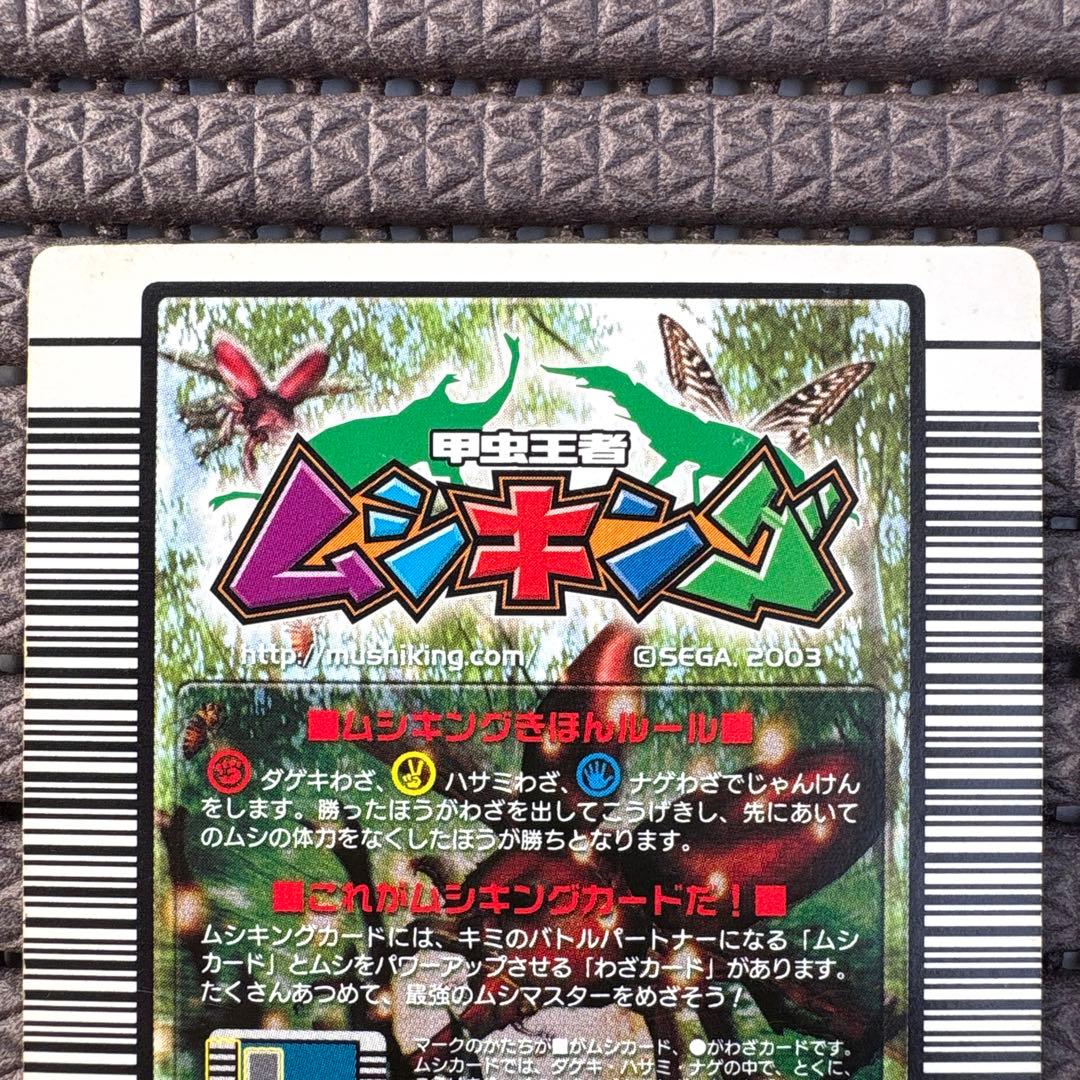 甲虫王者
ムシキング
http://mushiking.com/ ©SEGA. 2003
■ムシキングきほんルール■
ダゲキわざ、 ハサミわざ、 ナゲわざでじゃんけん
をします。勝ったほうがわざを出してこうげきし、先にあいて
のムシの体力をなくしたほうが勝ちとなります。
■これがムシキングカードだ！■
ムシキングカードには、キミのバトルパートナーになる「ムシ
カード」とムシをパワーアップさせる「わざカード」があります。
たくさんあつめて、最強のムシマスターをめざそう！
マークのかたちが■がムシカード、●がわざカードです。
ムシカードでは、ダゲキ・ハサミ・ナゲの中で、とくに、